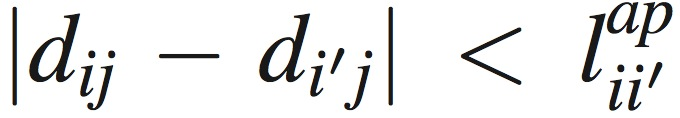 |d_{ij} − d_{i'j}| < l_{ii'}^{ap}